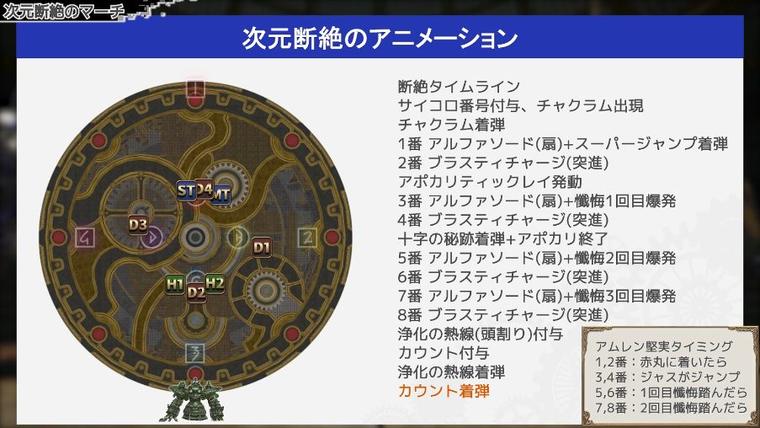 次元断絶のマーチ
次元断絶のアニメーション
断絶タイムライン
サイコロ番号付与、チャクラム出現
チャクラム着弾
1番 アルファソード(扇)+スーパージャンプ着弾
2番 ブラスティチャージ(突進)
アポカリティックレイ発動
3番 アルファソード(扇)+懺悔1回目爆発
4番 ブラスティチャージ(突進)
十字の秘跡着弾+アポカリ終了
5番 アルファソード(扇)+懺悔2回目爆発
6番 ブラスティチャージ(突進)
7番 アルファソード(扇)+懺悔3回目爆発
8番 ブラスティチャージ(突進)
浄化の熱線(頭割り)付与
カウント付与
浄化の熱線着弾
カウント着弾
アムレン堅実タイミング
1,2番：赤丸に着いたら
3,4番：ジャスがジャンプ
5,6番：1回目懺悔踏んだら
7,8番：2回目懺悔踏んだら
1
ST D4 MT
D3
D1
4
2
H1 D2 H2
3